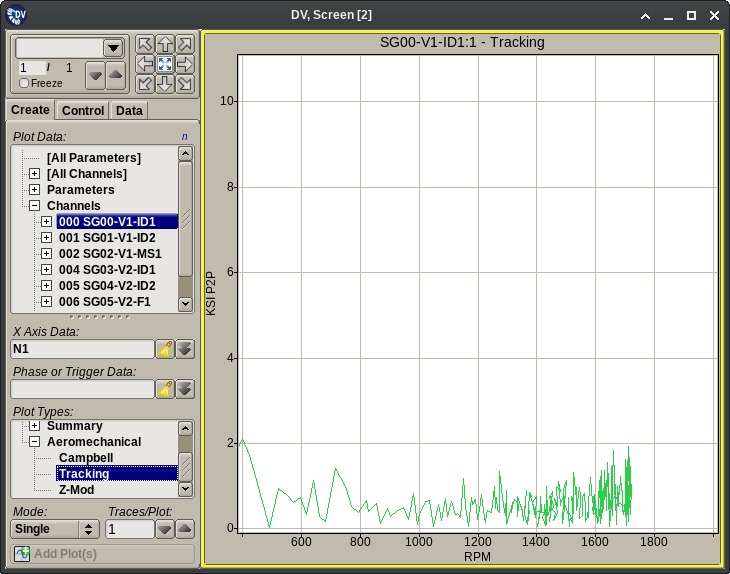 DV, Screen [2]
1 / 1
Freeze
Create Control Data
Plot Data: n
[All Parameters]
[All Channels]
Parameters
Channels
000 SG00-V1-ID1
001 SG01-V1-ID2
002 SG02-V1-MS1
004 SG03-V2-ID1
005 SG04-V2-ID2
006 SG05-V2-F1
X Axis Data:
N1
Phase or Trigger Data:
Plot Types:
Summary
Aeromechanical
Campbell
Tracking
Z-Mod
Mode: Traces/Plot:
Single 1
Add Plot(s)
SG00-V1-ID1:1 - Tracking
10
8
6
KSI P2P
4
2
0
600 800 1000 1200 1400 1600 1800
RPM